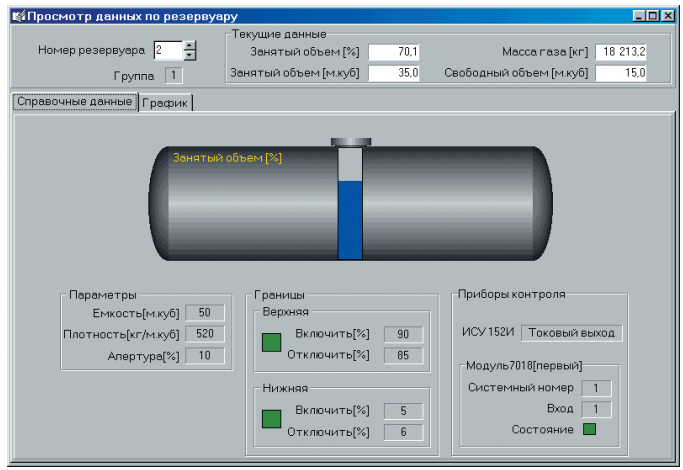 Просмотр данных по резервуару
Номер резервуара 2
Группа 1
Текущие данные
Занятый объем [%] 70,1
Масса газа [кг] 18 213,2
Занятый объем [м.куб] 35,0
Свободный объем [м.куб] 15,0
Справочные данные График
Занятый объем [%]
Параметры
Емкость[м.куб] 50
Плотность[кг/м.куб] 520
Апертура[%] 10
Границы
Верхняя
Включить[%] 90
Отключить[%] 85
Нижняя
Включить[%] 5
Отключить[%] 6
Приборы контроля
ИСУ 152И Токовый выход
Модуль7018[первый]
Системный номер 1
Вход 1
Состояние